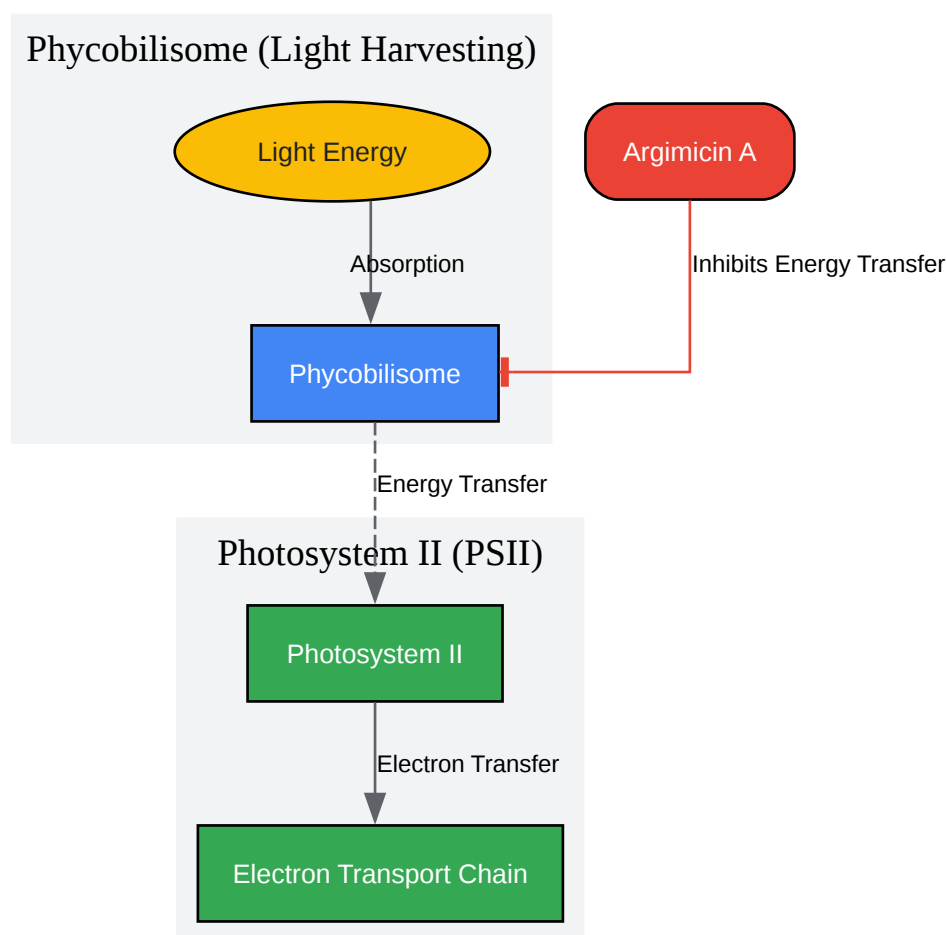 Phycobilisome (Light Harvesting)
Light Energy
Argimicin A
Absorption
Inhibits Energy Transfer
Phycobilisome
Energy Transfer
Photosystem II (PSII)
Photosystem II
Electron Transfer
Electron Transport Chain